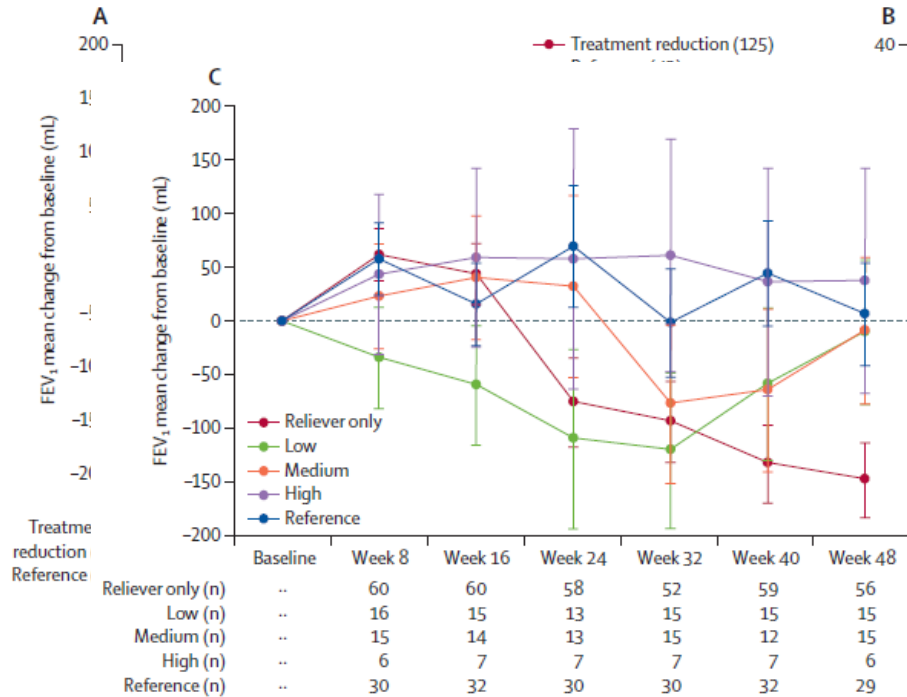 A
B
200
Treatment reduction (125)
40
C
FEV1 mean change from baseline (mL)
FEV1 mean change from baseline (mL)
200
150
100
50
0
−50
−100
−150
−200
Reliever only
Low
Medium
High
Reference
Treatme
reduction
Reference
Baseline Week 8 Week 16 Week 24 Week 32 Week 40 Week 48
Reliever only (n) .. 60 60 58 52 59 56
Low (n) .. 16 15 13 15 15 15
Medium (n) .. 15 14 13 15 12 15
High (n) .. 6 7 7 7 7 6
Reference (n) .. 30 32 30 30 32 29